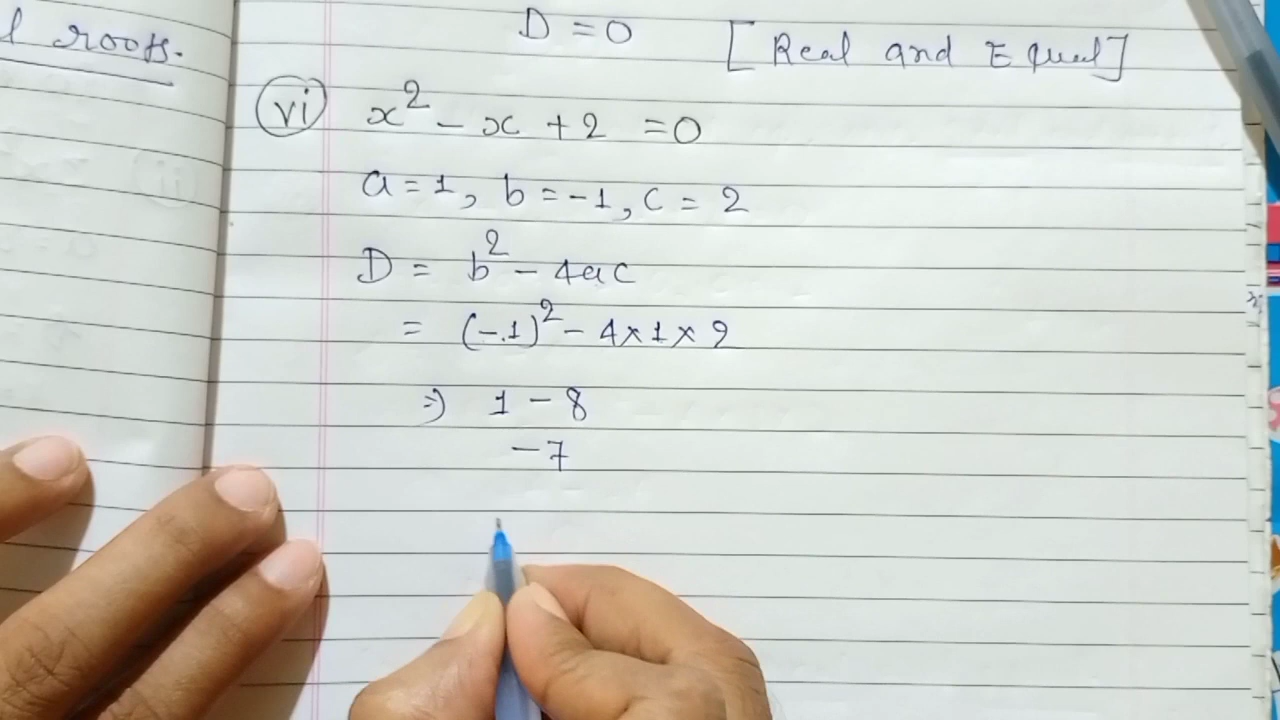 l roots.
D = 0 [Real and Equal]
(vi) x² - x + 2 = 0
a = 1, b = -1, c = 2
D = b² - 4ac
= (-1)² - 4×1×2
⇒ 1 - 8
-7